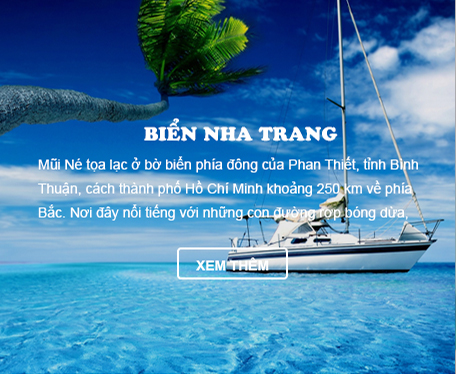 BIỂN NHA TRANG
Mũi Né tọa lạc ở bờ biển phía đông của Phan Thiết, tỉnh Bình
Thuận, cách thành phố Hồ Chí Minh khoảng 250 km về phía
Bắc. Nơi đây nổi tiếng với những con đường rợp bóng dừa,
XEM THÊM